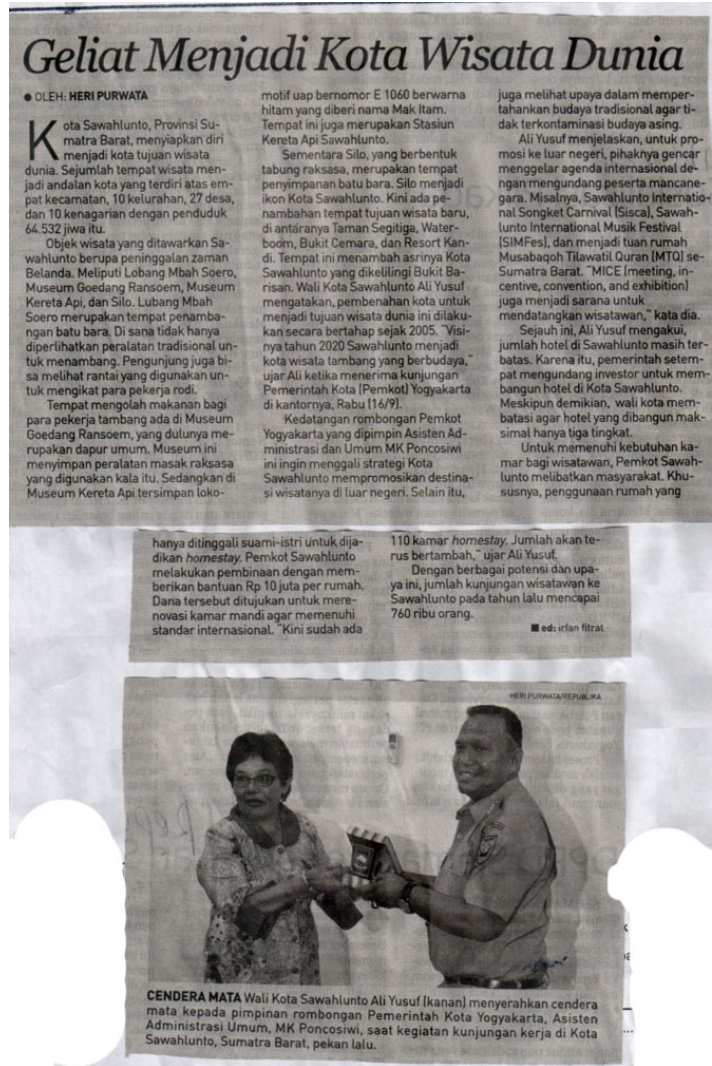 Geliat Menjadi Kota Wisata Dunia
● OLEH: HERI PURWATA
Kota Sawahlunto, Provinsi Su-
matra Barat, menyiapkan diri
menjadi kota tujuan wisata
dunia. Sejumlah tempat wisata men-
jadi andalan kota yang terdiri atas em-
pat kecamatan, 10 kelurahan, 27 desa,
dan 10 kenagarian dengan penduduk
64.532 jiwa itu.
Objek wisata yang ditawarkan Sa-
wahlunto berupa peninggalan zaman
Belanda. Meliputi Lobang Mbah Soero,
Museum Goedang Ransoem, Museum
Kereta Api, dan Silo. Lubang Mbah
Soero merupakan tempat penambang-
an batu bara. Di sana tidak hanya
diperlihatkan peralatan tradisional un-
tuk menambang. Pengunjung juga bi-
sa melihat rantai yang digunakan un-
tuk mengikat para pekerja rodi.
Tempat mengolah makanan bagi
para pekerja tambang ada di Museum
Goedang Ransoem, yang dulunya me-
rupakan dapur umum. Museum ini
menyimpan peralatan masak raksasa
yang digunakan kala itu. Sedangkan di
Museum Kereta Api tersimpan loko-
motif uap bernomor E 1060 berwarna
hitam yang diberi nama Mak Itam.
Tempat ini juga merupakan Stasiun
Kereta Api Sawahlunto.
Sementara Silo, yang berbentuk
tabung raksasa, merupakan tempat
penyimpanan batu bara. Silo menjadi
ikon Kota Sawahlunto. Kini ada pe-
nambahan tempat tujuan wisata baru,
di antaranya Taman Segitiga, Water-
boom, Bukit Cemara, dan Resort Kan-
di. Tempat ini menambah asrinya Kota
Sawahlunto yang dikelilingi Bukit Ba-
risan. Wali Kota Sawahlunto Ali Yusuf
mengatakan, pembenahan kota untuk
menjadi tujuan wisata dunia ini dilaku-
kan secara bertahap sejak 2005. "Visi-
nya tahun 2020 Sawahlunto menjadi
kota wisata tambang yang berbudaya,"
ujar Ali ketika menerima kunjungan
Pemerintah Kota (Pemkot) Yogyakarta
di kantornya, Rabu (16/9).
Kedatangan rombongan Pemkot
Yogyakarta yang dipimpin Asisten Ad-
ministrasi dan Umum MK Poncosiwi
ini ingin menggali strategi Kota
Sawahlunto mempromosikan destina-
si wisatanya di luar negeri. Selain itu,
juga melihat upaya dalam memper-
tahankan budaya tradisional agar ti-
dak terkontaminasi budaya asing.
Ali Yusuf menjelaskan, untuk pro-
mosi ke luar negeri, pihaknya gencar
menggelar agenda internasional de-
ngan mengundang peserta mancane-
gara. Misalnya, Sawahlunto Internatio-
nal Songket Carnival (Sisca), Sawah-
lunto International Musik Festival
(SIMFes), dan menjadi tuan rumah
Musabaqoh Tilawatil Quran (MTQ) se-
Sumatra Barat. "MICE (meeting, in-
centive, convention, and exhibition)
juga menjadi sarana untuk
mendatangkan wisatawan," kata dia.
Sejauh ini, Ali Yusuf mengakui,
jumlah hotel di Sawahlunto masih ter-
batas. Karena itu, pemerintah setem-
pat mengundang investor untuk mem-
bangun hotel di Kota Sawahlunto.
Meskipun demikian, wali kota mem-
batasi agar hotel yang dibangun mak-
simal hanya tiga tingkat.
Untuk memenuhi kebutuhan ka-
mar bagi wisatawan, Pemkot Sawah-
lunto melibatkan masyarakat. Khu-
susnya, penggunaan rumah yang
hanya ditinggali suami-istri untuk dija-
dikan homestay. Pemkot Sawahlunto
melakukan pembinaan dengan mem-
berikan bantuan Rp 10 juta per rumah.
Dana tersebut ditujukan untuk mere-
novasi kamar mandi agar memenuhi
standar internasional. "Kini sudah ada
110 kamar homestay. Jumlah akan te-
rus bertambah," ujar Ali Yusuf.
Dengan berbagai potensi dan upa-
ya ini, jumlah kunjungan wisatawan ke
Sawahlunto pada tahun lalu mencapai
760 ribu orang.
■ ed: irfan fitrat
HERI PURWATA/REPUBLIKA
CENDERA MATA Wali Kota Sawahlunto Ali Yusuf (kanan) menyerahkan cendera
mata kepada pimpinan rombongan Pemerintah Kota Yogyakarta, Asisten
Administrasi Umum, MK Poncosiwi, saat kegiatan kunjungan kerja di Kota
Sawahlunto, Sumatra Barat, pekan lalu.